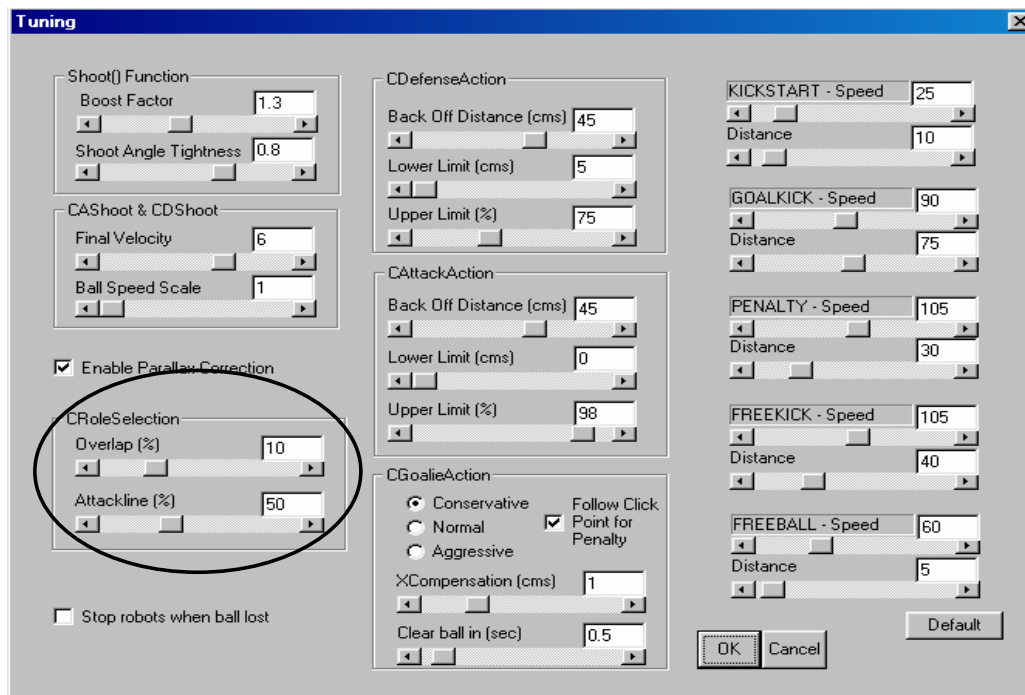 Tuning
Shoot() Function
Boost Factor
1.3
Shoot Angle Tightness
0.8
CAShoot & CDShoot
Final Velocity
6
Ball Speed Scale
1
Enable Parallax Correction
CRoleSelection
Overlap (%)
10
Attackline (%)
50
Stop robots when ball lost
CDefenseAction
Back Off Distance (cms)
45
Lower Limit (cms)
5
Upper Limit (%)
75
CAttackAction
Back Off Distance (cms)
45
Lower Limit (cms)
0
Upper Limit (%)
98
CGoalieAction
Conservative
Normal
Aggressive
Follow Click
Point for
Penalty
XCompensation (cms)
1
Clear ball in (sec)
0.5
KICKSTART - Speed
25
Distance
10
GOALKICK - Speed
90
Distance
75
PENALTY - Speed
105
Distance
30
FREEKICK - Speed
105
Distance
40
FREEBALL - Speed
60
Distance
5
Default
OK
Cancel